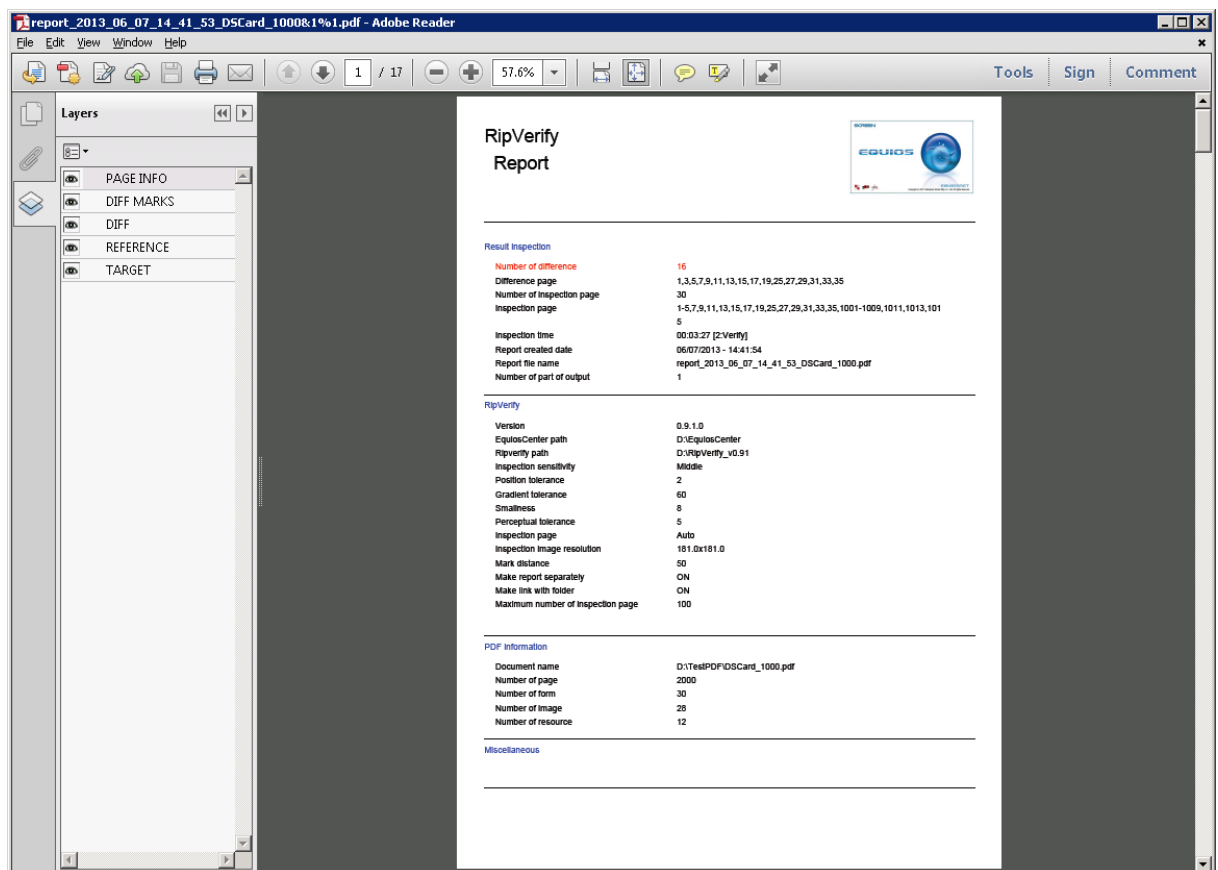 report_2013_06_07_14_41_53_DSCard_1000&1%1.pdf - Adobe Reader
File Edit View Window Help
1 / 17 57.6% Tools Sign Comment
Layers
PAGE INFO
DIFF MARKS
DIFF
REFERENCE
TARGET
RipVerify
Report
SCREEN
EQUIOS
Result Inspection
Number of difference 16
Difference page 1,3,5,7,9,11,13,15,17,19,25,27,29,31,33,35
Number of inspection page 30
Inspection page 1-5,7,9,11,13,15,17,19,25,27,29,31,33,35,1001-1009,1011,1013,101
5
Inspection time 00:03:27 [2:Verify]
Report created date 06/07/2013 - 14:41:54
Report file name report_2013_06_07_14_41_53_DSCard_1000.pdf
Number of part of output 1
RipVerify
Version 0.9.1.0
EquiosCenter path D:\EquiosCenter
Ripverify path D:\RipVerify_v0.91
Inspection sensitivity Middle
Position tolerance 2
Gradient tolerance 60
Smallness 8
Perceptual tolerance 5
Inspection page Auto
Inspection image resolution 181.0x181.0
Mark distance 50
Make report separately ON
Make link with folder ON
Maximum number of inspection page 100
PDF Information
Document name D:\TestPDF\DSCard_1000.pdf
Number of page 2000
Number of form 30
Number of image 28
Number of resource 12
Miscellaneous